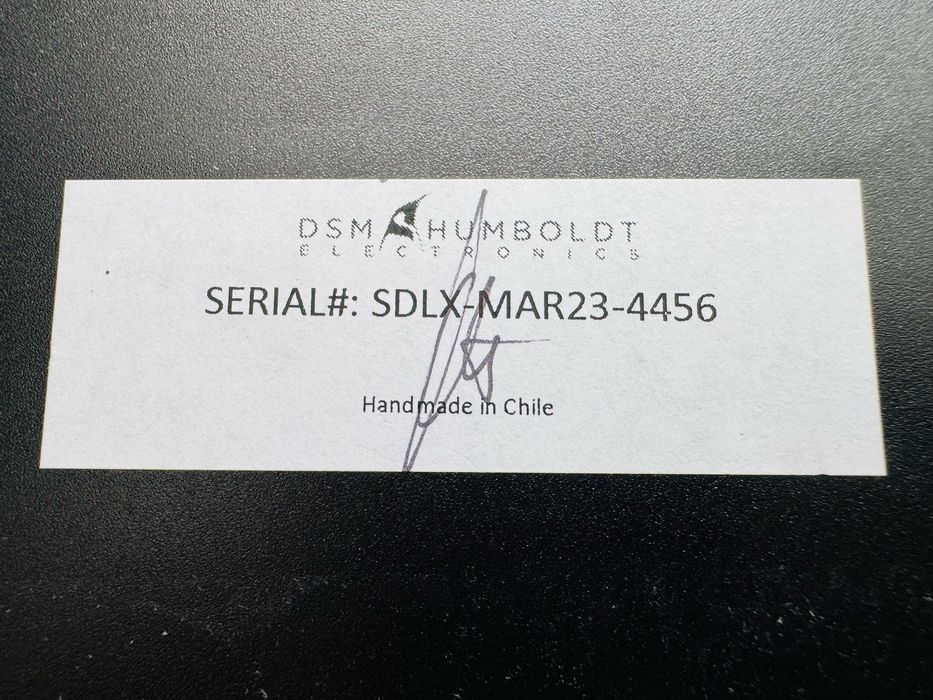 DSM HUMBOLDT
ELECTRONICS
SERIAL#: SDLX-MAR23-4456
Handmade in Chile